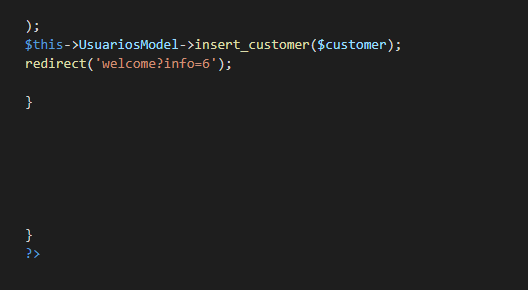 );
$this->UsuariosModel->insert_customer($customer);
redirect('welcome?info=6');
}
}
?>